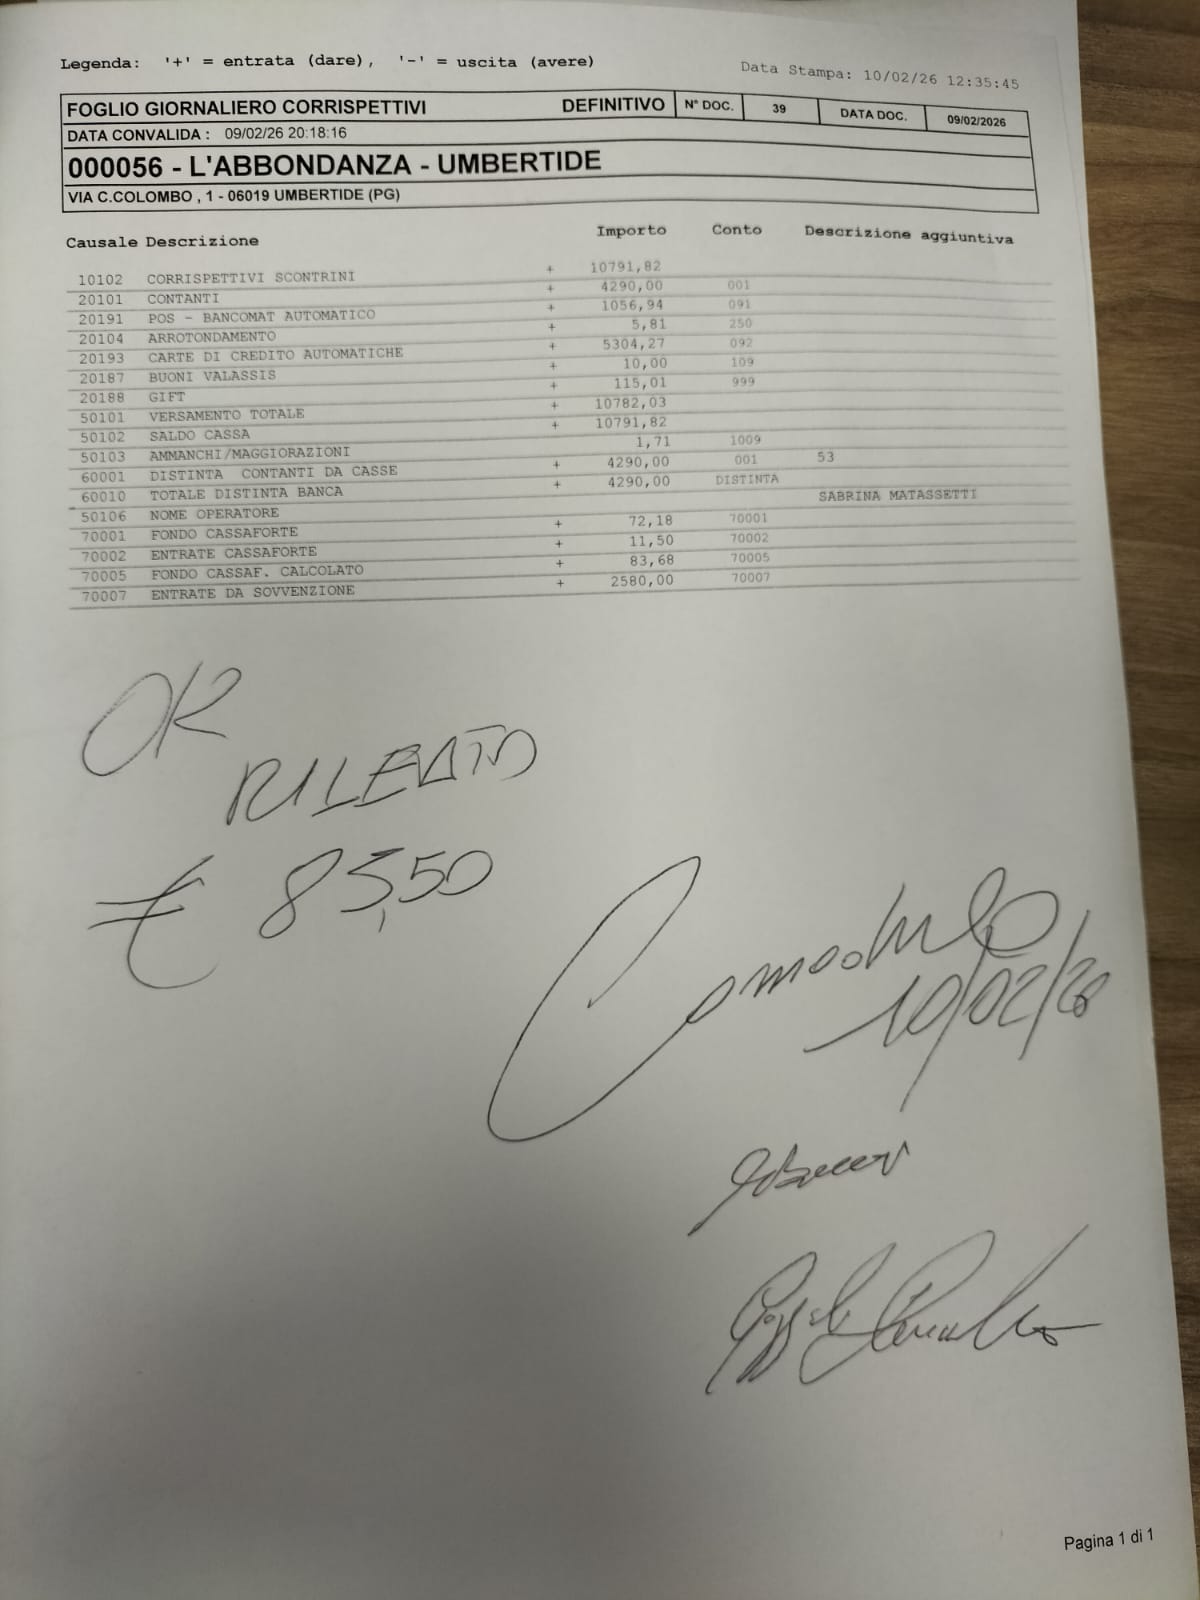 Legenda: '+' = entrata (dare), '-' = uscita (avere)
Data Stampa: 10/02/26 12:35:45
FOGLIO GIORNALIERO CORRISPETTIVI DEFINITIVO N° DOC. 39 DATA DOC. 09/02/2026
DATA CONVALIDA : 09/02/26 20:18:16
000056 - L'ABBONDANZA - UMBERTIDE
VIA C.COLOMBO , 1 - 06019 UMBERTIDE (PG)
Causale Descrizione Importo Conto Descrizione aggiuntiva
10102 CORRISPETTIVI SCONTRINI + 10791,82
20101 CONTANTI + 4290,00 001
20191 POS - BANCOMAT AUTOMATICO + 1056,94 091
20104 ARROTONDAMENTO + 5,81 250
20193 CARTE DI CREDITO AUTOMATICHE + 5304,27 092
20187 BUONI VALASSIS + 10,00 109
20188 GIFT + 115,01 999
50101 VERSAMENTO TOTALE + 10782,03
50102 SALDO CASSA + 10791,82
50103 AMMANCHI/MAGGIORAZIONI 1,71 1009
60001 DISTINTA CONTANTI DA CASSE + 4290,00 001 53
60010 TOTALE DISTINTA BANCA + 4290,00 DISTINTA
50106 NOME OPERATORE SABRINA MATASSETTI
70001 FONDO CASSAFORTE + 72,18 70001
70002 ENTRATE CASSAFORTE + 11,50 70002
70005 FONDO CASSAF. CALCOLATO + 83,68 70005
70007 ENTRATE DA SOVVENZIONE + 2580,00 70007
OK
RILEVATO
€ 83,50
10/02/26
Pagina 1 di 1